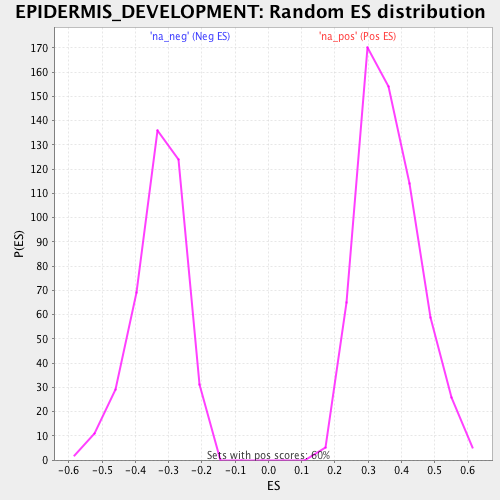 EPIDERMIS_DEVELOPMENT: Random ES distribution
'na_neg' (Neg ES)
'na_pos' (Pos ES)
170
160
150
140
130
120
110
100
90
80
70
60
50
40
30
20
10
0
P(ES)
Sets with pos scores: 60%
-0.6 -0.5 -0.4 -0.3 -0.2 -0.1 0.0 0.1 0.2 0.3 0.4 0.5 0.6
ES